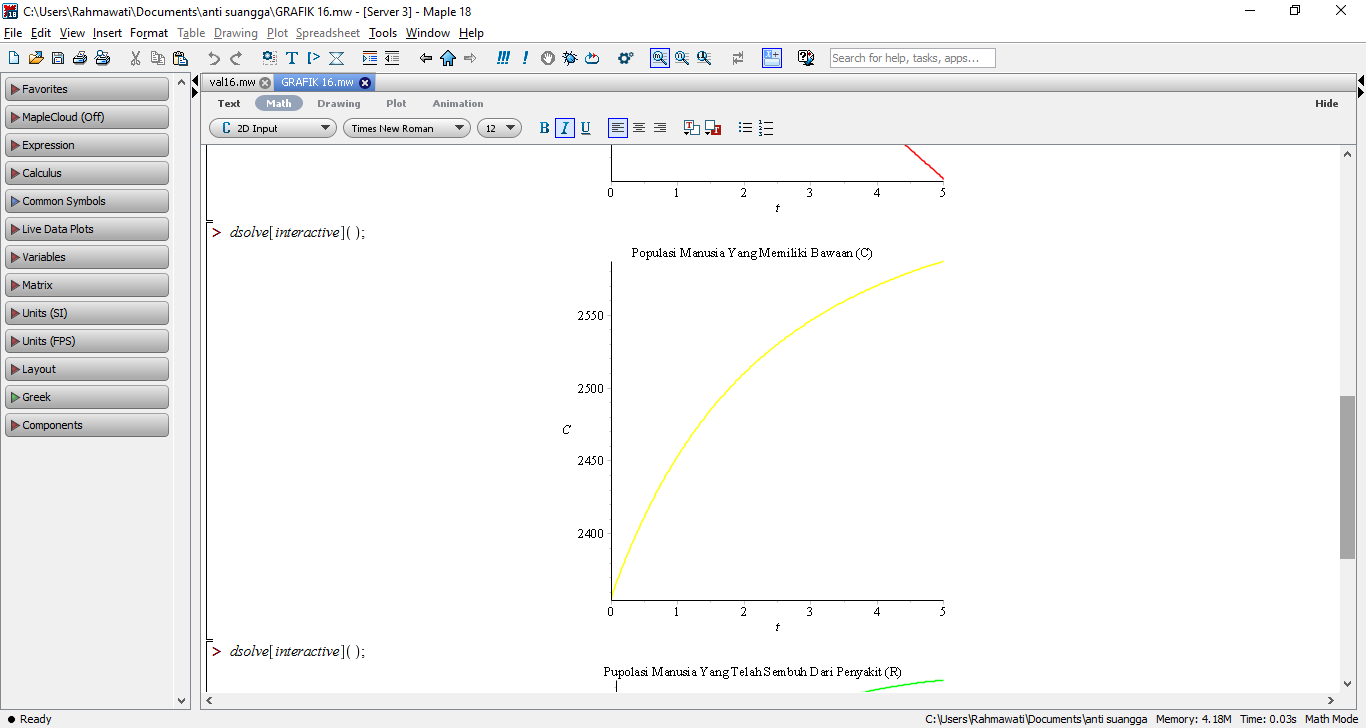 C:\Users\Rahmawati\Documents\anti suangga\GRAFIK 16.mw - [Server 3] - Maple 18
File Edit View Insert Format Table Drawing Plot Spreadsheet Tools Window Help
Search for help, tasks, apps...
Favorites
MapleCloud (Off)
Expression
Calculus
Common Symbols
Live Data Plots
Variables
Matrix
Units (SI)
Units (FPS)
Layout
Greek
Components
val16.mw GRAFIK 16.mw
Text Math Drawing Plot Animation Hide
C 2D Input Times New Roman 12 B I U
0 1 2 3 4 5
t
> dsolve[interactive]( );
Populasi Manusia Yang Memiliki Bawaan (C)
2550
2500
C
2450
2400
0 1 2 3 4 5
t
> dsolve[interactive]( );
Pupolasi Manusia Yang Telah Sembuh Dari Penyakit (R)
Ready C:\Users\Rahmawati\Documents\anti suangga Memory: 4.18M Time: 0.03s Math Mode